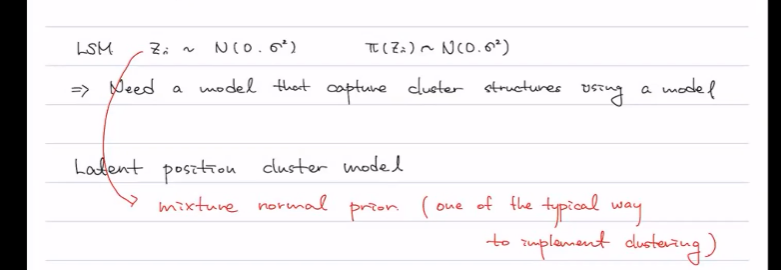 LSM Zi ~ N(0. σ²) π(Zi) ~ N(0.σ²)
⇒ Need a model that capture cluster structures using a model
Latent position cluster model
mixture normal prior. (one of the typical way
to implement clustering)